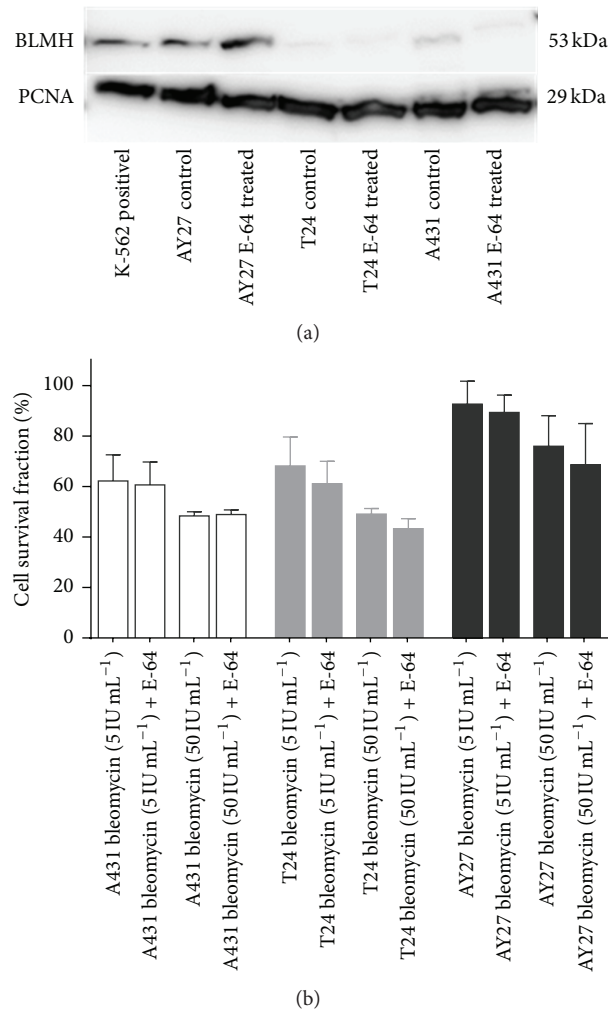 BLMH
53 kDa
PCNA
29 kDa
K-562 positivel
AY27 control
AY27 E-64 treated
T24 control
T24 E-64 treated
A431 control
A431 E-64 treated
(a)
Cell survival fraction (%)
100
80
60
40
20
0
A431 bleomycin (5 IU mL⁻¹)
A431 bleomycin (5 IU mL⁻¹) + E-64
A431 bleomycin (50 IU mL⁻¹)
A431 bleomycin (50 IU mL⁻¹) + E-64
T24 bleomycin (5 IU mL⁻¹)
T24 bleomycin (5 IU mL⁻¹) + E-64
T24 bleomycin (50 IU mL⁻¹)
T24 bleomycin (50 IU mL⁻¹) + E-64
AY27 bleomycin (5 IU mL⁻¹)
AY27 bleomycin (5 IU mL⁻¹) + E-64
AY27 bleomycin (50 IU mL⁻¹)
AY27 bleomycin (50 IU mL⁻¹) + E-64
(b)